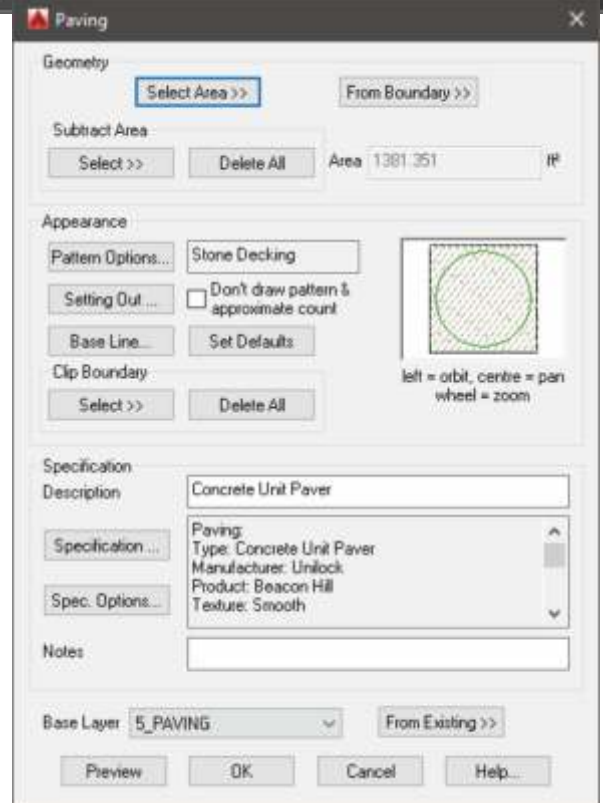 Paving
Geometry
Select Area >>
From Boundary >>
Subtract Area
Select >>
Delete All
Area
1381.351
ft²
Appearance
Pattern Options...
Stone Decking
Setting Out ...
Don't draw pattern &
approximate count
Base Line...
Set Defaults
Clip Boundary
Select >>
Delete All
left = orbit, centre = pan
wheel = zoom
Specification
Description
Concrete Unit Paver
Specification ...
Paving:
Type: Concrete Unit Paver
Manufacturer: Unilock
Product: Beacon Hill
Texture: Smooth
Spec. Options...
Notes
Base Layer
5_PAVING
From Existing >>
Preview
OK
Cancel
Help...